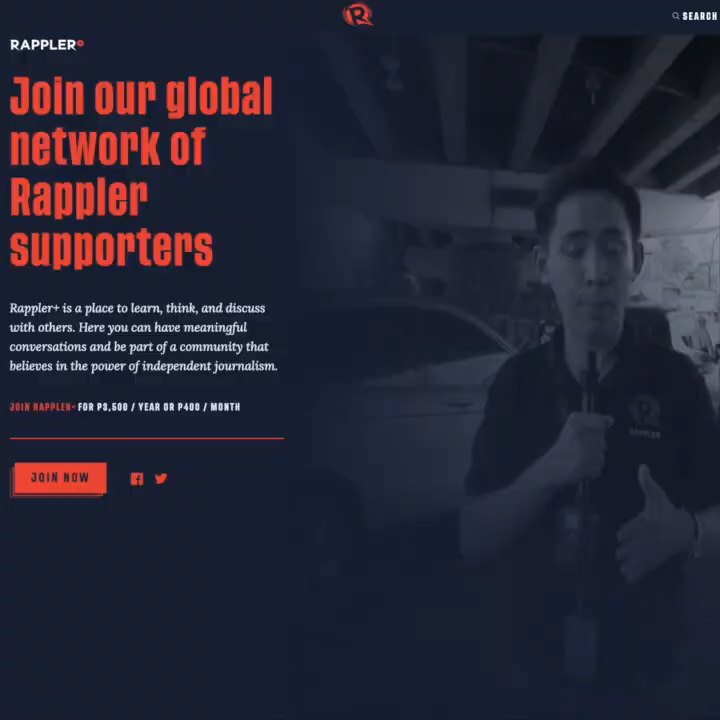 SEARCH
RAPPLER+
Join our global
network of
Rappler
supporters
Rappler+ is a place to learn, think, and discuss
with others. Here you can have meaningful
conversations and be part of a community that
believes in the power of independent journalism.
JOIN RAPPLER+ FOR P3,500 / YEAR OR P400 / MONTH
JOIN NOW
RAPPLER